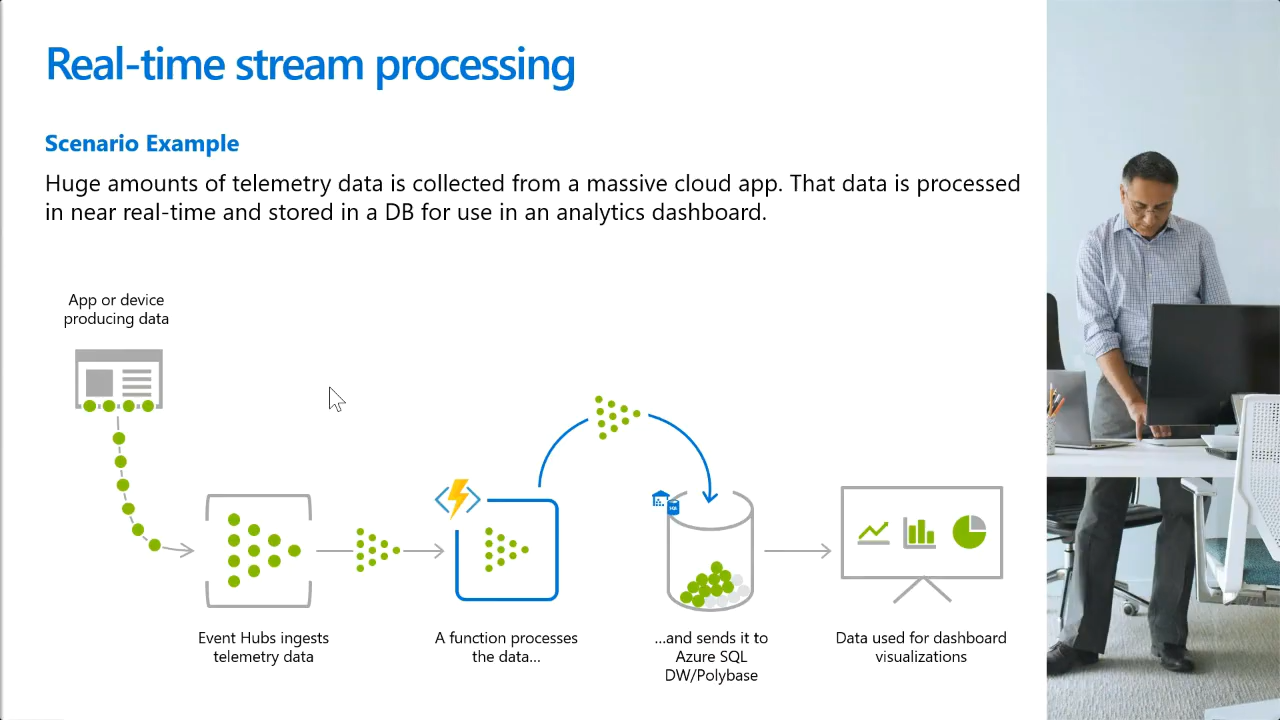 Real-time stream processing
Scenario Example
Huge amounts of telemetry data is collected from a massive cloud app. That data is processed
in near real-time and stored in a DB for use in an analytics dashboard.
App or device
producing data
Event Hubs ingests
telemetry data
A function processes
the data...
...and sends it to
Azure SQL
DW/Polybase
Data used for dashboard
visualizations